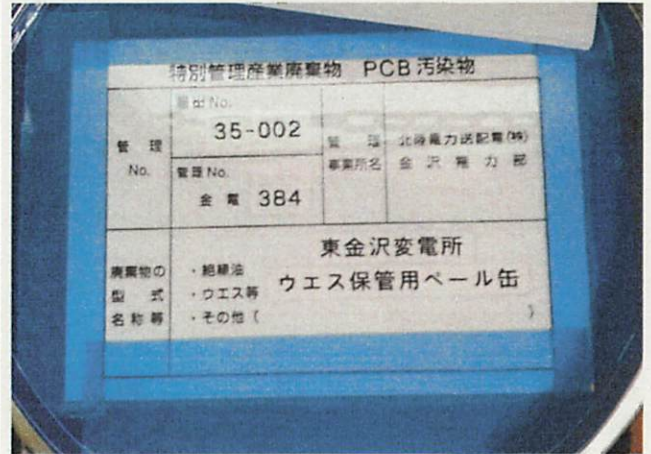 特別管理産業廃棄物 PCB汚染物
管理
No.
届出No.
35-002
管理No.
金電 384
管理
事業所名
北陸電力送配電(株)
金沢電力部
廃棄物の
型式
名称等
・絶縁油
・ウエス等
・その他（ ）
東金沢変電所
ウエス保管用ペール缶